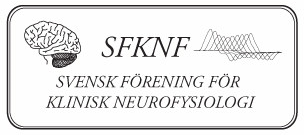 SFKNF
SVENSK FÖRENING FÖR
KLINISK NEUROFYSIOLOGI